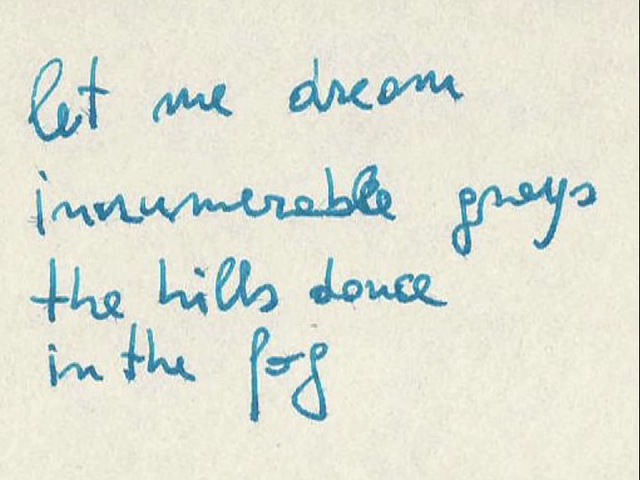 let me dream
innumerable greys
the hills dance
in the fog